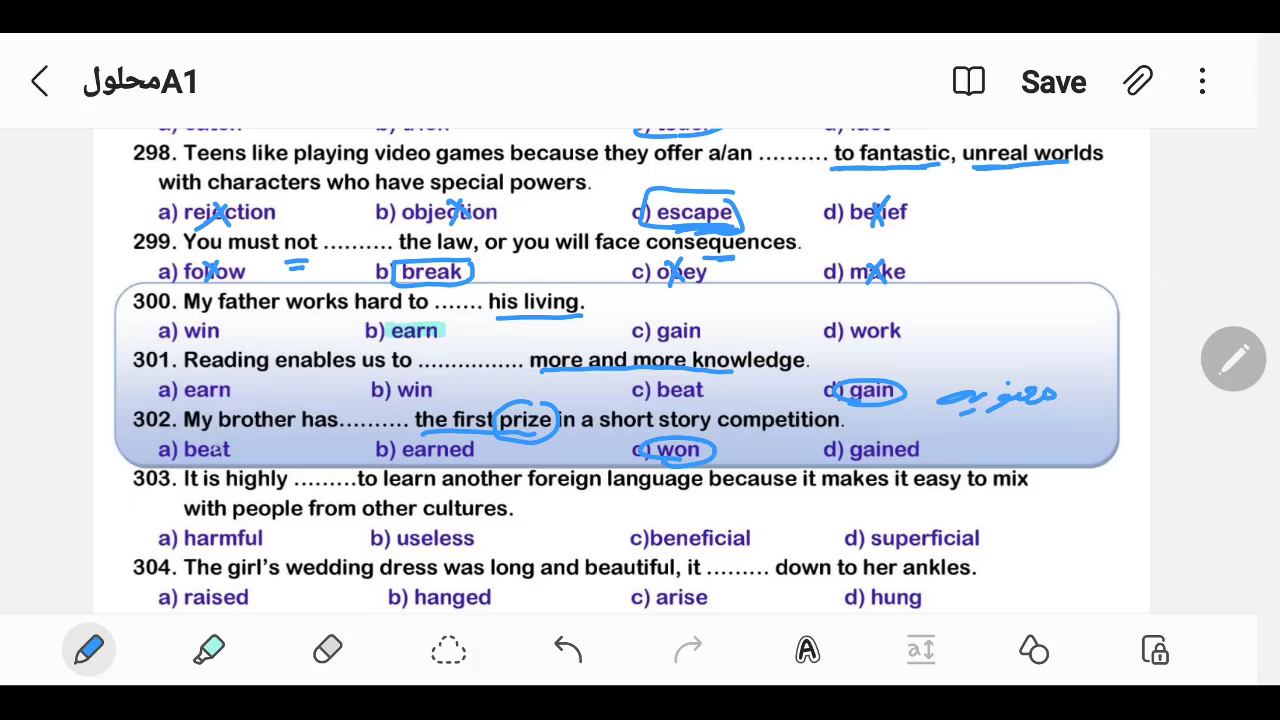 محلولA1
Save
298. Teens like playing video games because they offer a/an .......... to fantastic, unreal worlds
with characters who have special powers.
a) rejection b) objection c) escape d) belief
299. You must not .......... the law, or you will face consequences.
a) follow b) break c) obey d) make
300. My father works hard to ....... his living.
a) win b) earn c) gain d) work
301. Reading enables us to ............... more and more knowledge.
a) earn b) win c) beat d) gain
302. My brother has.......... the first prize in a short story competition.
a) beat b) earned c) won d) gained
303. It is highly .........to learn another foreign language because it makes it easy to mix
with people from other cultures.
a) harmful b) useless c)beneficial d) superficial
304. The girl's wedding dress was long and beautiful, it ......... down to her ankles.
a) raised b) hanged c) arise d) hung